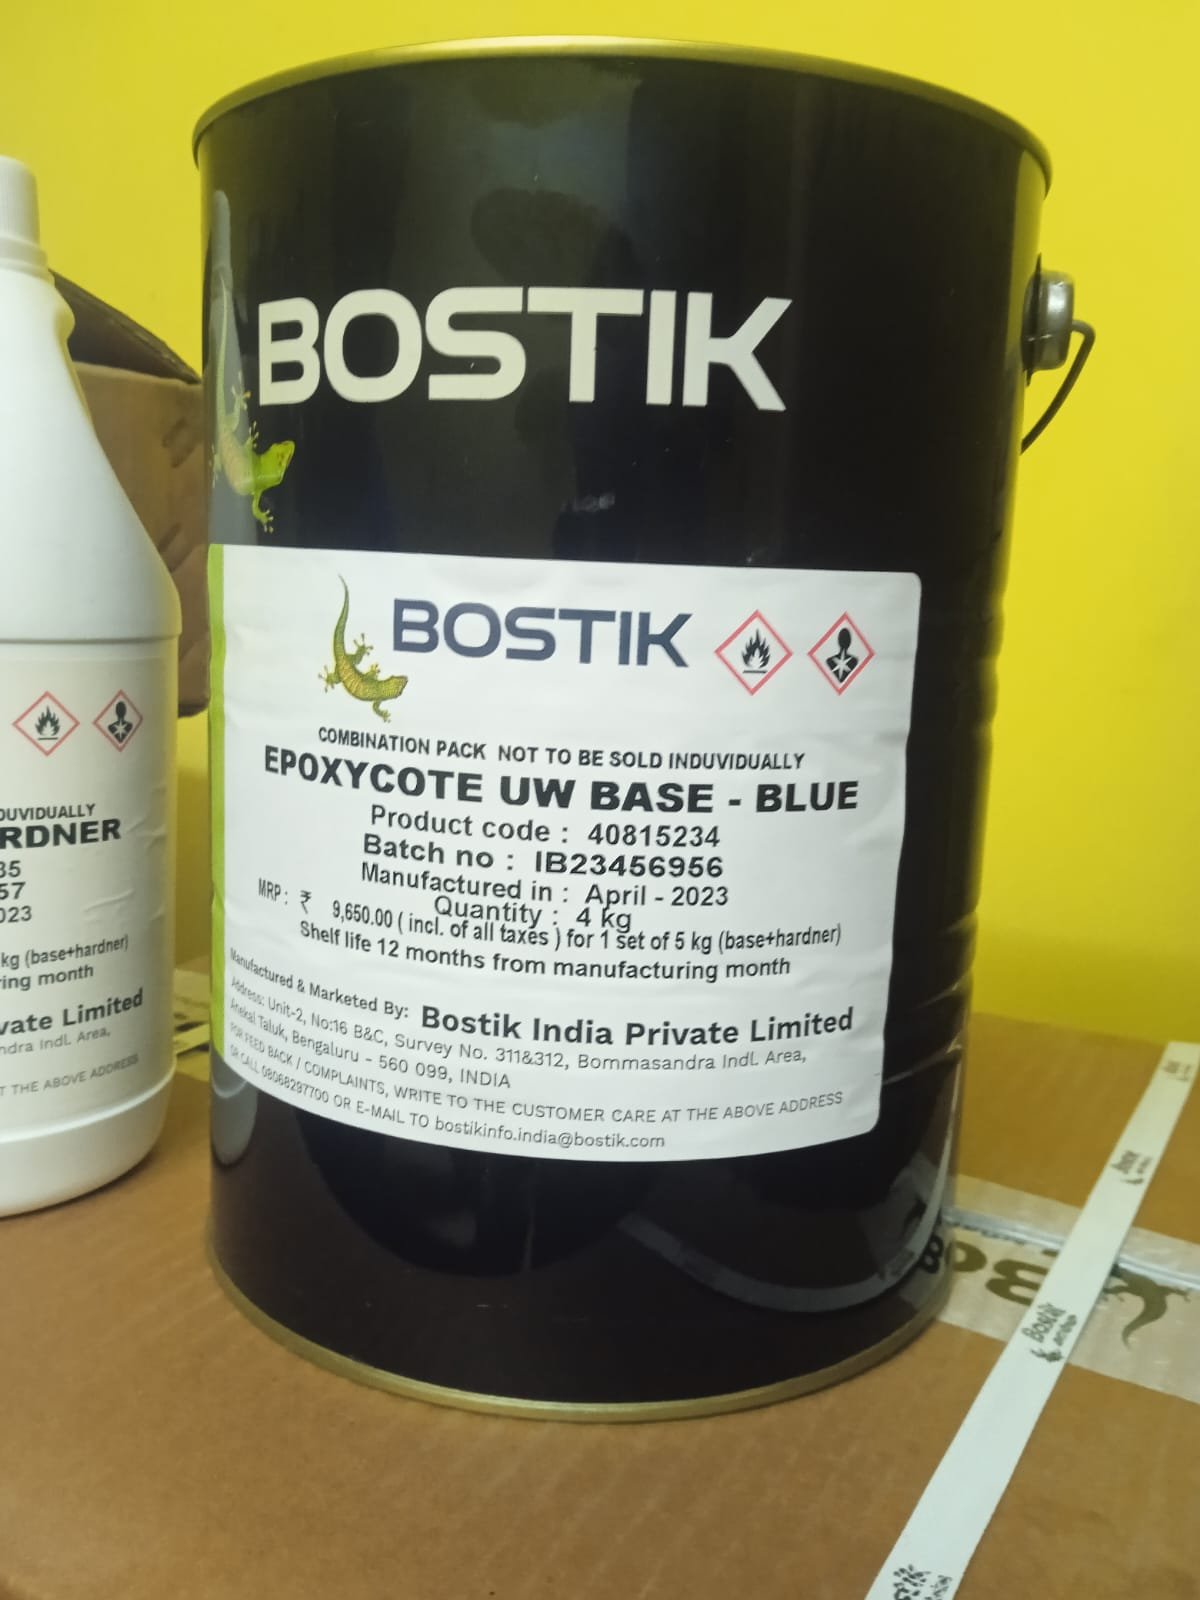 BOSTIK
BOSTIK
COMBINATION PACK NOT TO BE SOLD INDUVIDUALLY
EPOXYCOTE UW BASE - BLUE
Product code : 40815234
Batch no : IB23456956
Manufactured in : April - 2023
Quantity : 4 kg
MRP : ₹ 9,650.00 ( incl. of all taxes ) for 1 set of 5 kg (base+hardner)
Shelf life 12 months from manufacturing month
Manufactured & Marketed By: Bostik India Private Limited
Address: Unit-2, No:16 B&C, Survey No. 311&312, Bommasandra Indl. Area,
Anekal Taluk, Bengaluru - 560 099, INDIA
FOR FEED BACK / COMPLAINTS, WRITE TO THE CUSTOMER CARE AT THE ABOVE ADDRESS
OR CALL 08068297700 OR E-MAIL TO bostikinfo.india@bostik.com
DUVIDUALLY
RDNER
35
57
023
kg (base+hardner)
ring month
vate Limited
ndra Indl. Area,
T THE ABOVE ADDRESS
Bostik